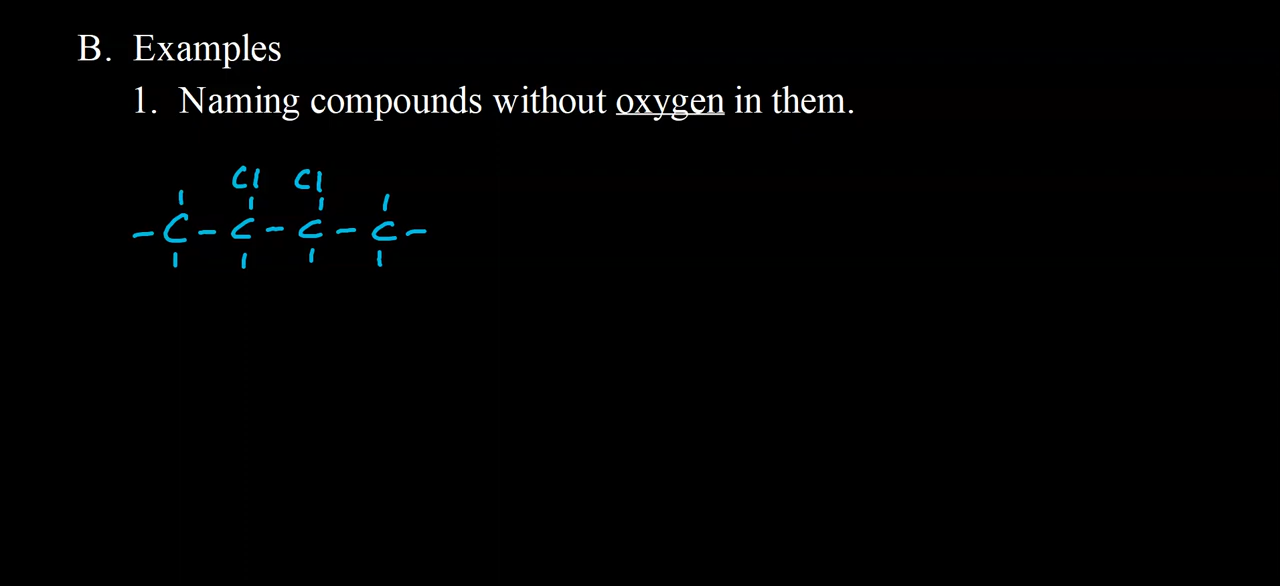 B. Examples
1. Naming compounds without oxygen in them.
Cl Cl
- C - C - C - C -